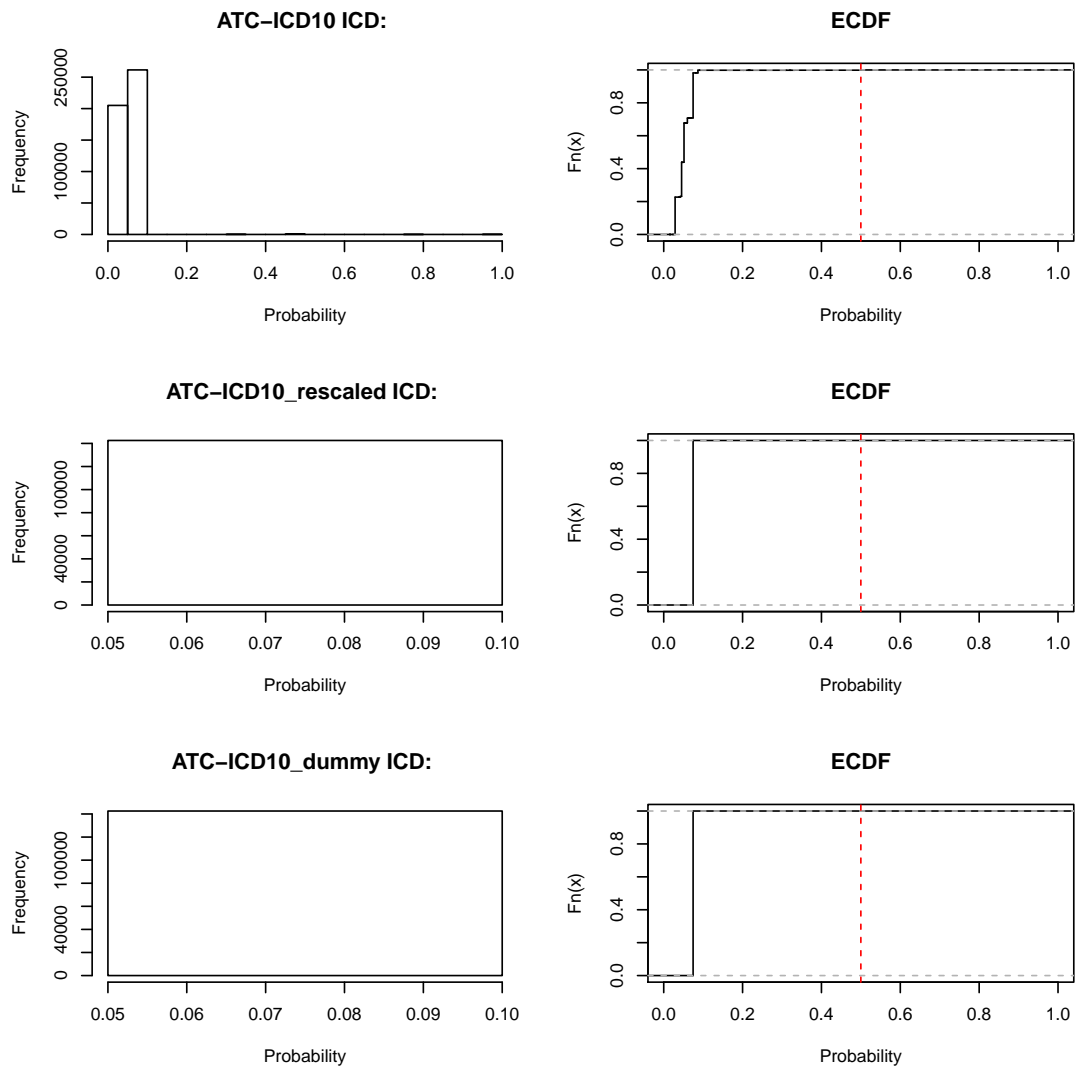 ATC−ICD10 ICD:
Frequency
0
100000
250000
0.0 0.2 0.4 0.6 0.8 1.0
Probability
ECDF
Fn(x)
0.0
0.4
0.8
0.0 0.2 0.4 0.6 0.8 1.0
Probability
ATC−ICD10_rescaled ICD:
Frequency
0
40000
100000
0.05 0.06 0.07 0.08 0.09 0.10
Probability
ECDF
Fn(x)
0.0
0.4
0.8
0.0 0.2 0.4 0.6 0.8 1.0
Probability
ATC−ICD10_dummy ICD:
Frequency
0
40000
100000
0.05 0.06 0.07 0.08 0.09 0.10
Probability
ECDF
Fn(x)
0.0
0.4
0.8
0.0 0.2 0.4 0.6 0.8 1.0
Probability